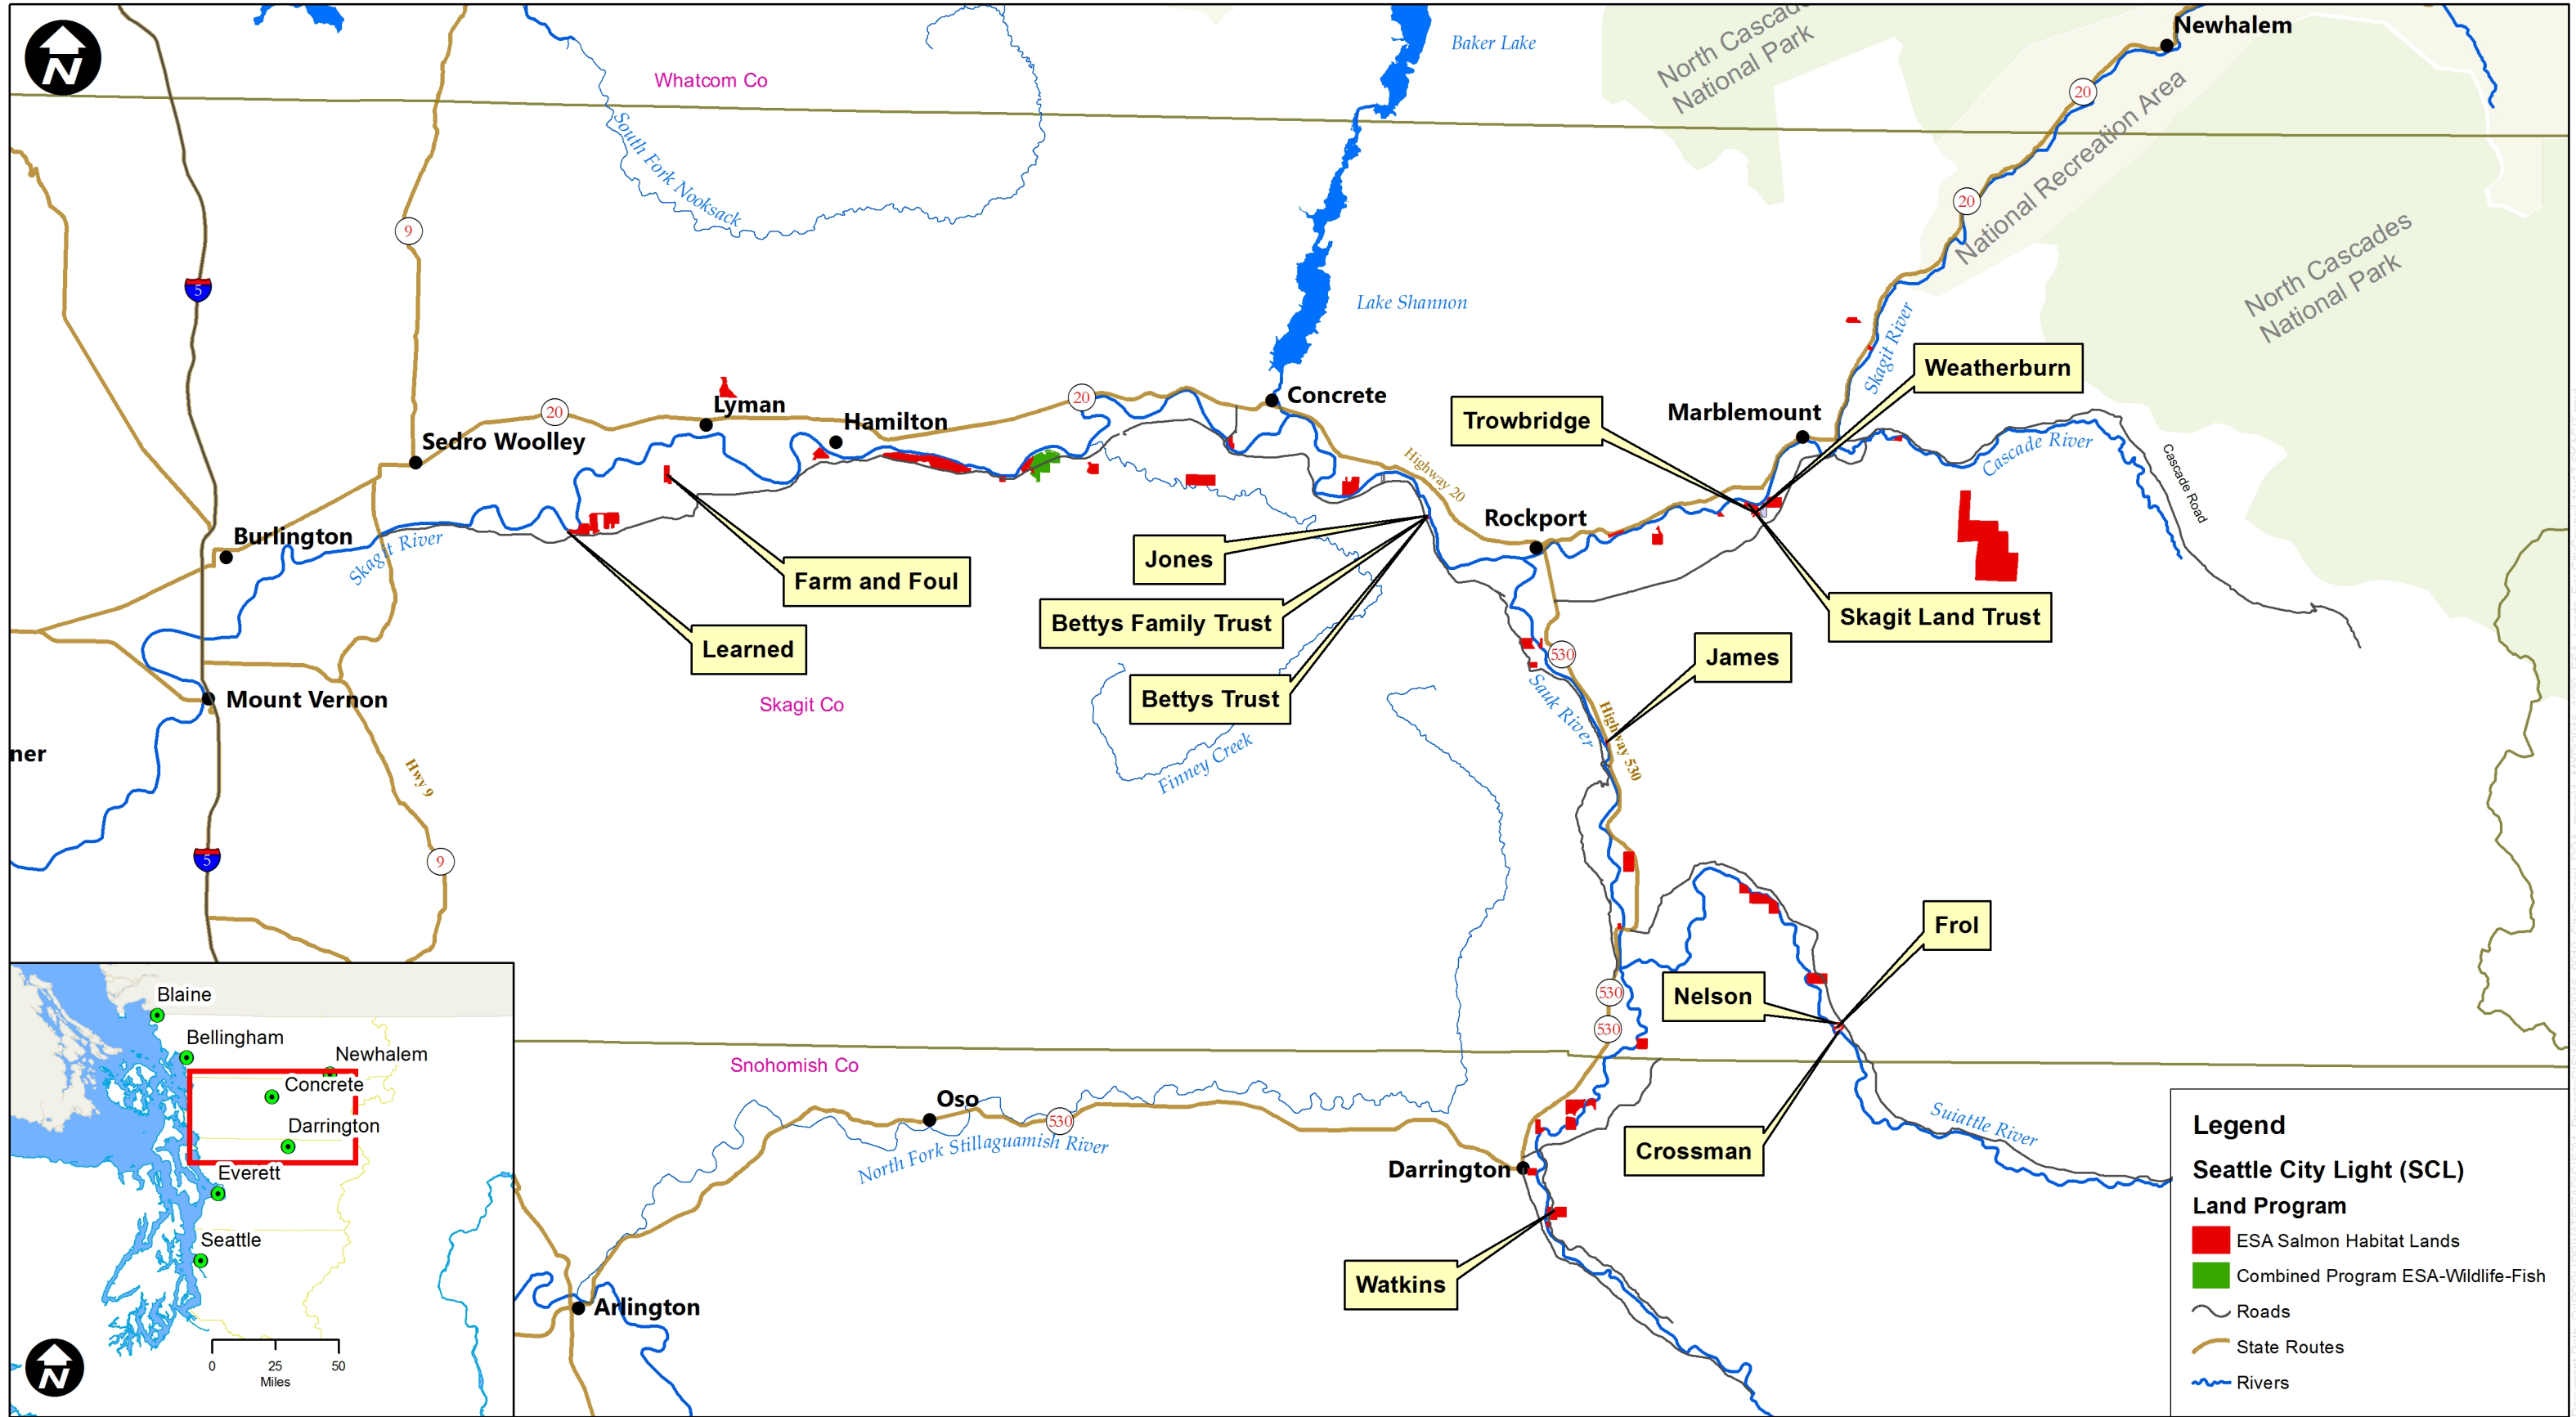 N
Whatcom Co
South Fork Nooksack
Baker Lake
North Cascades
National Park
Newhalem
20
National Recreation Area
20
North Cascades
National Park
9
5
Lake Shannon
Skagit River
Weatherburn
Trowbridge
Marblemount
Cascade River
Cascade Road
Concrete
20
Lyman
Hamilton
20
Sedro Woolley
Highway 20
Rockport
Burlington
Skagit River
Farm and Foul
Learned
Jones
Bettys Family Trust
Bettys Trust
Skagit Land Trust
James
530
Sauk River
Highway 530
Mount Vernon
Skagit Co
Finney Creek
ner
Hwy 9
9
5
Frol
Nelson
530
530
Crossman
Snohomish Co
Oso
530
North Fork Stillaguamish River
Darrington
Suiattle River
Watkins
Arlington
Blaine
Bellingham
Newhalem
Concrete
Darrington
Everett
Seattle
N
0 25 50
Miles
Legend
Seattle City Light (SCL)
Land Program
ESA Salmon Habitat Lands
Combined Program ESA-Wildlife-Fish
Roads
State Routes
Rivers